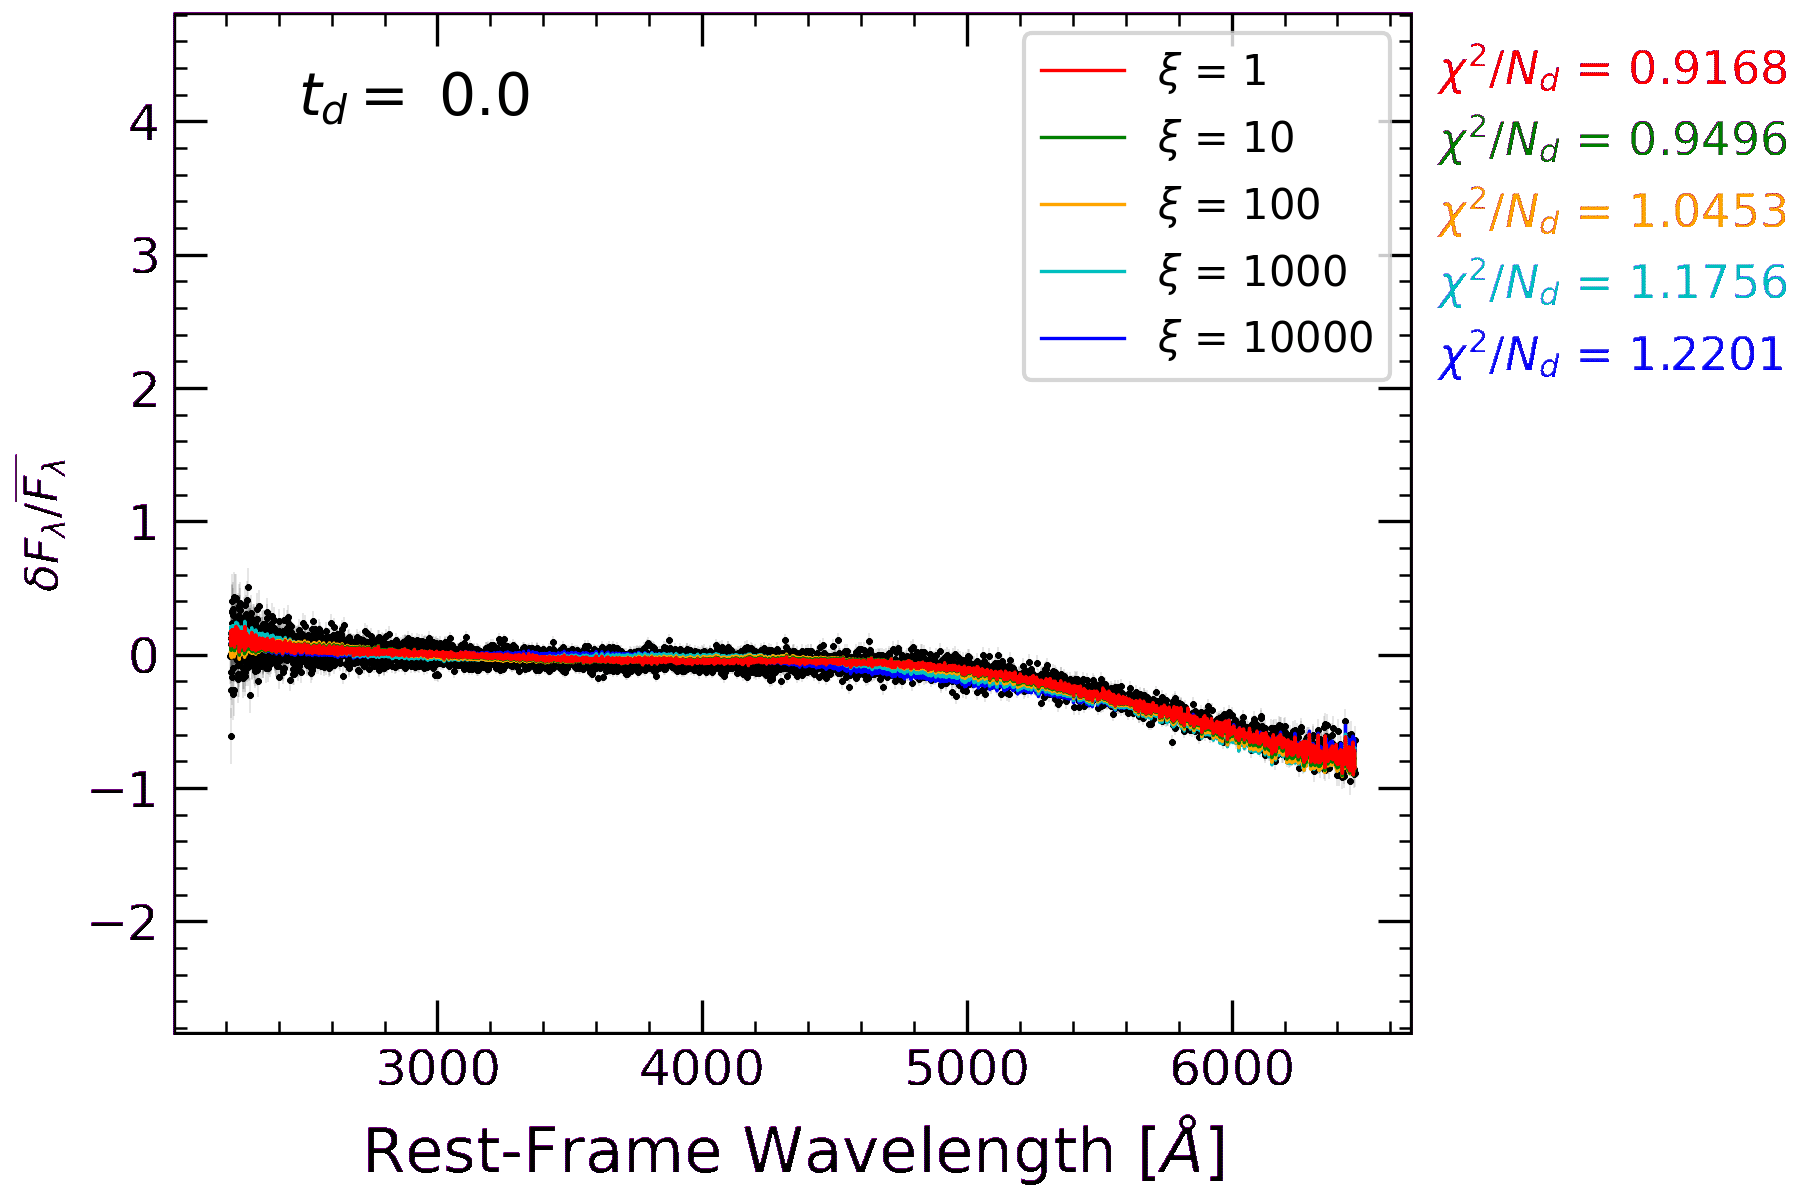 t_d = 0.0
ξ = 1
ξ = 10
ξ = 100
ξ = 1000
ξ = 10000
χ²/N_d = 0.9168
χ²/N_d = 0.9496
χ²/N_d = 1.0453
χ²/N_d = 1.1756
χ²/N_d = 1.2201
4
3
2
1
0
−1
−2
δF_λ/F̅_λ
3000 4000 5000 6000
Rest-Frame Wavelength [Å]